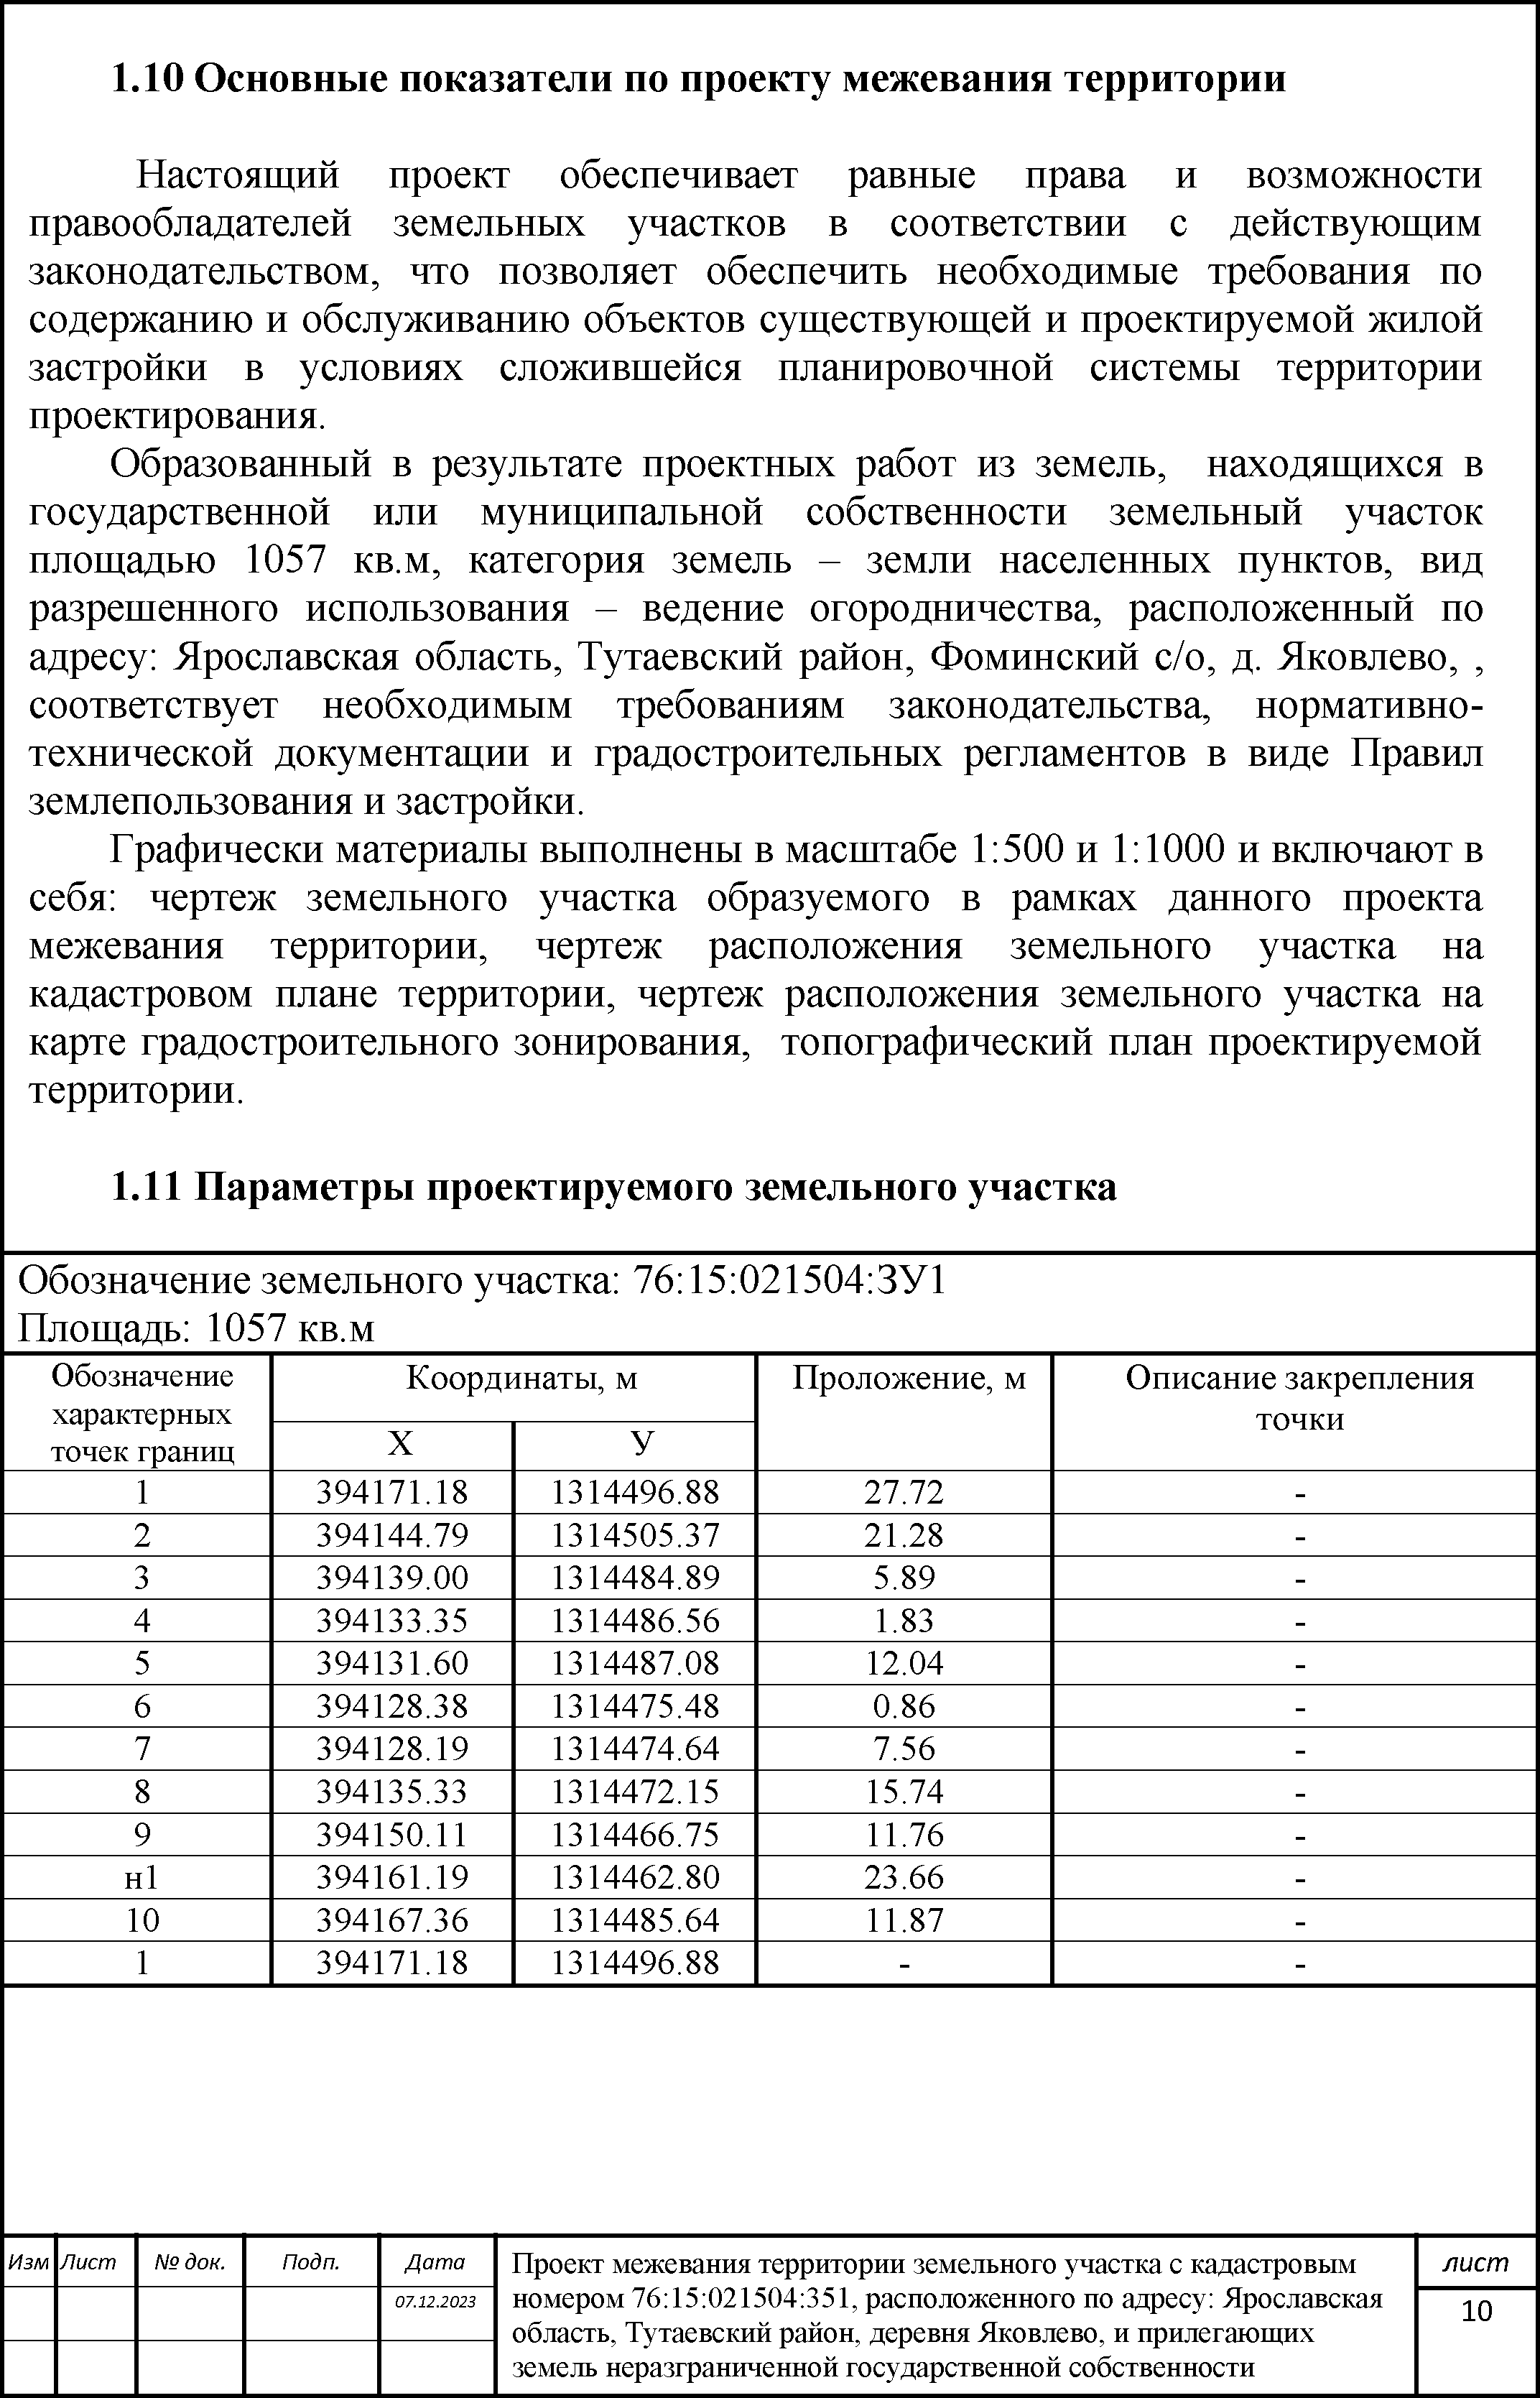 1.10 Основные показатели по проекту межевания территории
Настоящий проект обеспечивает равные права и возможности
правообладателей земельных участков в соответствии с действующим
законодательством, что позволяет обеспечить необходимые требования по
содержанию и обслуживанию объектов существующей и проектируемой жилой
застройки в условиях сложившейся планировочной системы территории
проектирования.
Образованный в результате проектных работ из земель, находящихся в
государственной или муниципальной собственности земельный участок
площадью 1057 кв.м, категория земель – земли населенных пунктов, вид
разрешенного использования – ведение огородничества, расположенный по
адресу: Ярославская область, Тутаевский район, Фоминский с/о, д. Яковлево, ,
соответствует необходимым требованиям законодательства, нормативно-
технической документации и градостроительных регламентов в виде Правил
землепользования и застройки.
Графически материалы выполнены в масштабе 1:500 и 1:1000 и включают в
себя: чертеж земельного участка образуемого в рамках данного проекта
межевания территории, чертеж расположения земельного участка на
кадастровом плане территории, чертеж расположения земельного участка на
карте градостроительного зонирования, топографический план проектируемой
территории.
1.11 Параметры проектируемого земельного участка
Обозначение земельного участка: 76:15:021504:ЗУ1
Площадь: 1057 кв.м
Обозначение
характерных
точек границ
Координаты, м
Х У
Проложение, м
Описание закрепления
точки
1 394171.18 1314496.88 27.72 -
2 394144.79 1314505.37 21.28 -
3 394139.00 1314484.89 5.89 -
4 394133.35 1314486.56 1.83 -
5 394131.60 1314487.08 12.04 -
6 394128.38 1314475.48 0.86 -
7 394128.19 1314474.64 7.56 -
8 394135.33 1314472.15 15.74 -
9 394150.11 1314466.75 11.76 -
н1 394161.19 1314462.80 23.66 -
10 394167.36 1314485.64 11.87 -
1 394171.18 1314496.88 - -
Изм Лист № док. Подп. Дата
07.12.2023
Проект межевания территории земельного участка с кадастровым
номером 76:15:021504:351, расположенного по адресу: Ярославская
область, Тутаевский район, деревня Яковлево, и прилегающих
земель неразграниченной государственной собственности
лист
10